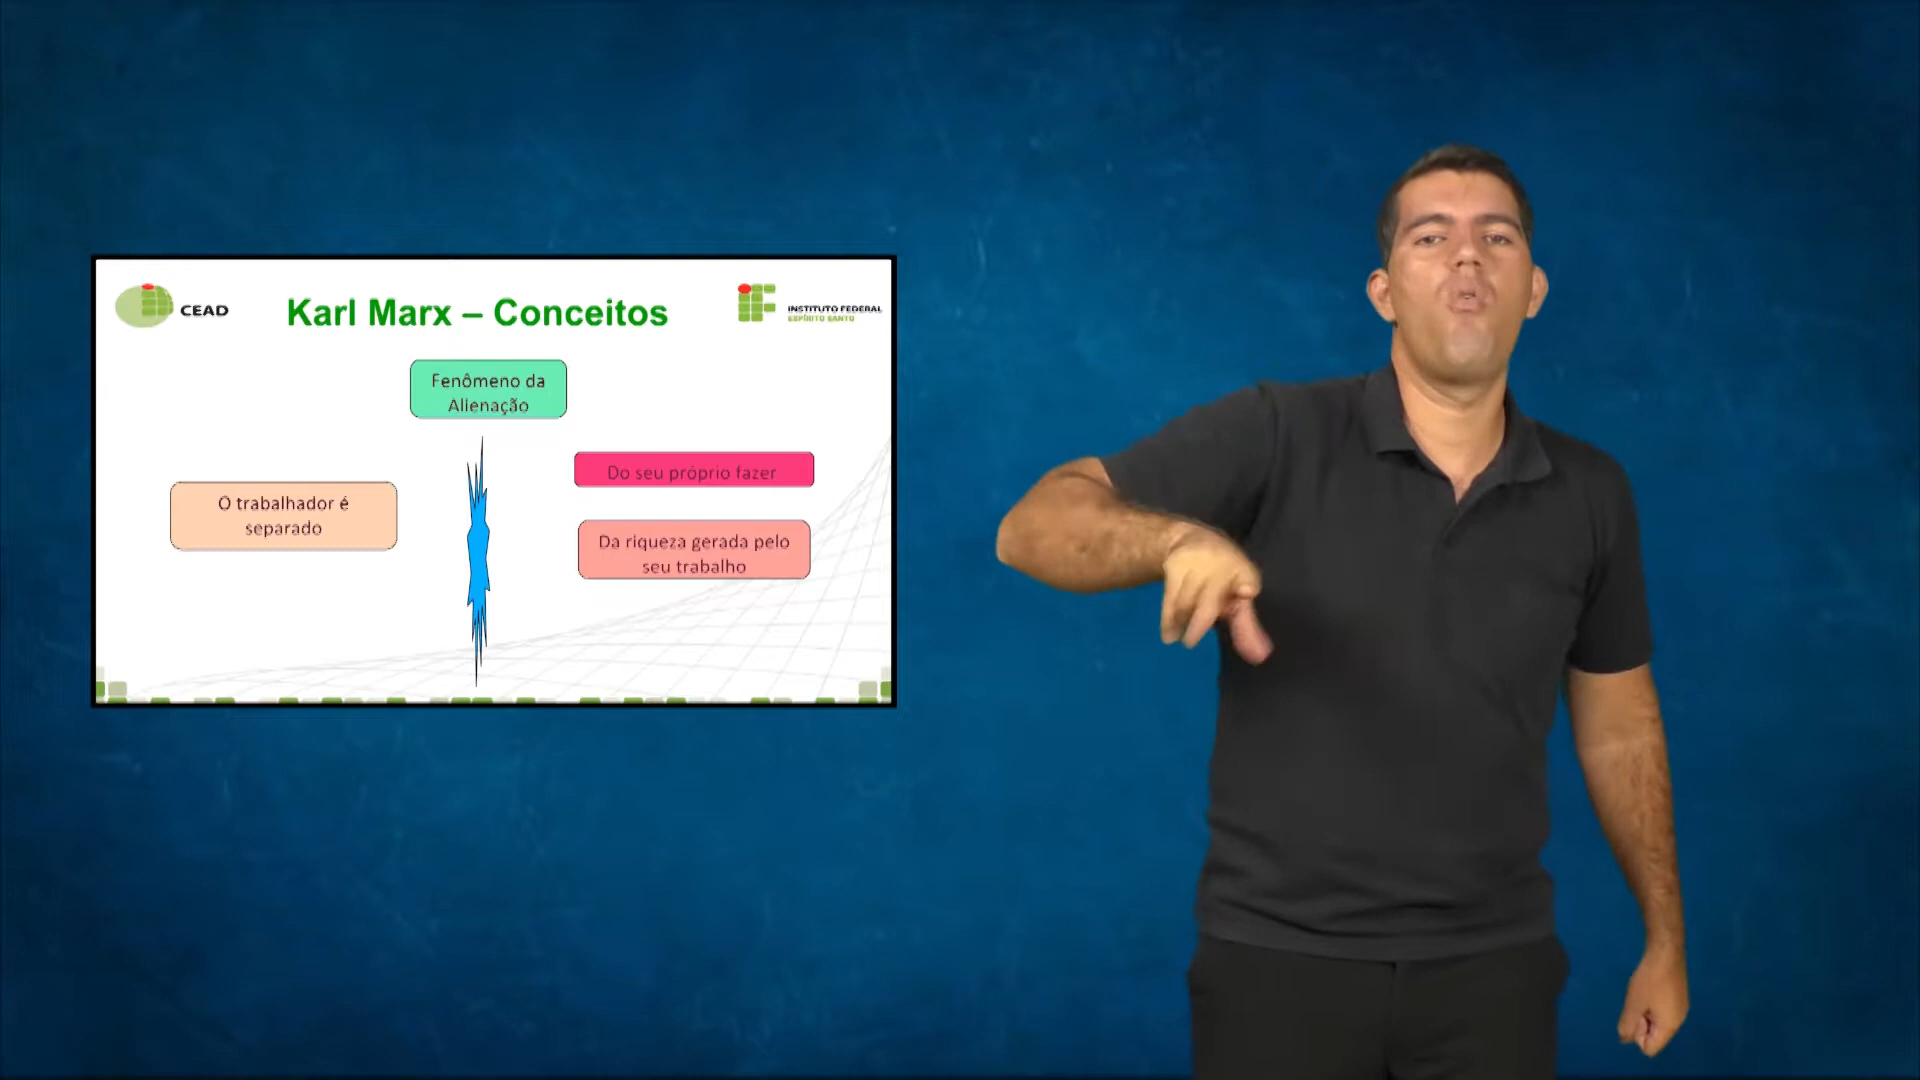 CEAD
Karl Marx – Conceitos
INSTITUTO FEDERAL
ESPÍRITO SANTO
Fenômeno da
Alienação
O trabalhador é
separado
Do seu próprio fazer
Da riqueza gerada pelo
seu trabalho